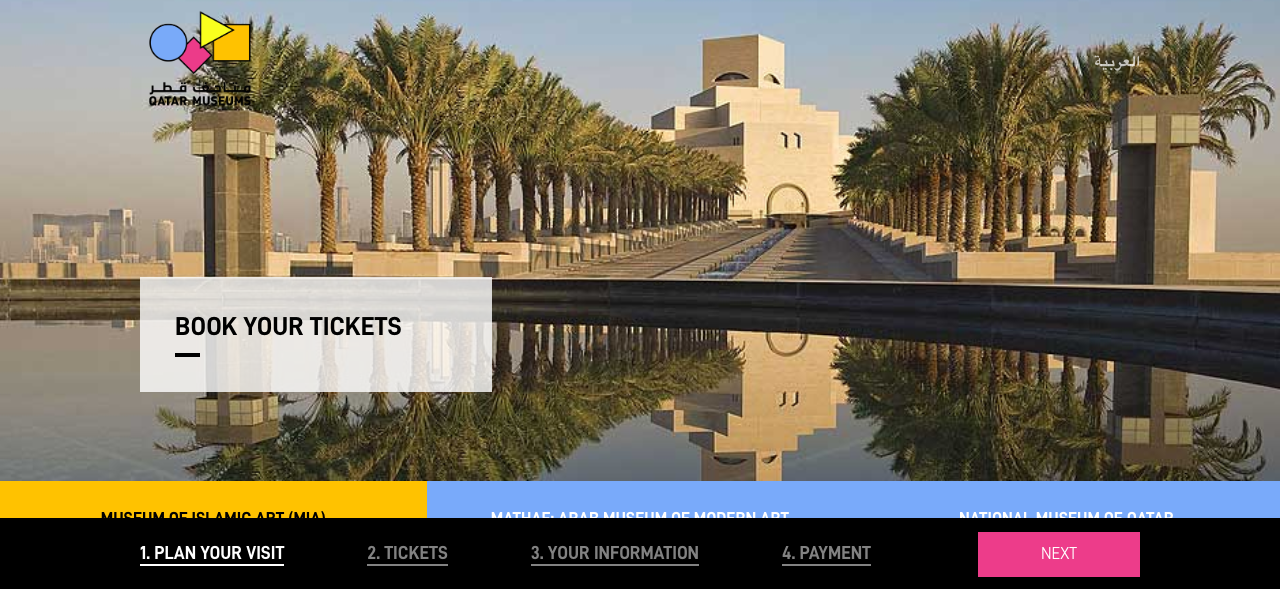 متاحف قطر
QATAR MUSEUMS
العربية
BOOK YOUR TICKETS
MUSEUM OF ISLAMIC ART (MIA)
MATHAF: ARAB MUSEUM OF MODERN ART
NATIONAL MUSEUM OF QATAR
1. PLAN YOUR VISIT
2. TICKETS
3. YOUR INFORMATION
4. PAYMENT
NEXT